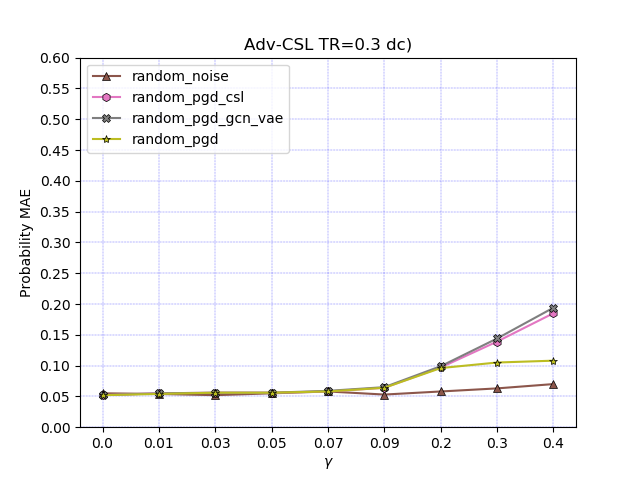 Adv-CSL TR=0.3 dc)
random_noise
random_pgd_csl
random_pgd_gcn_vae
random_pgd
Probability MAE
0.60
0.55
0.50
0.45
0.40
0.35
0.30
0.25
0.20
0.15
0.10
0.05
0.00
0.0 0.01 0.03 0.05 0.07 0.09 0.2 0.3 0.4
γ